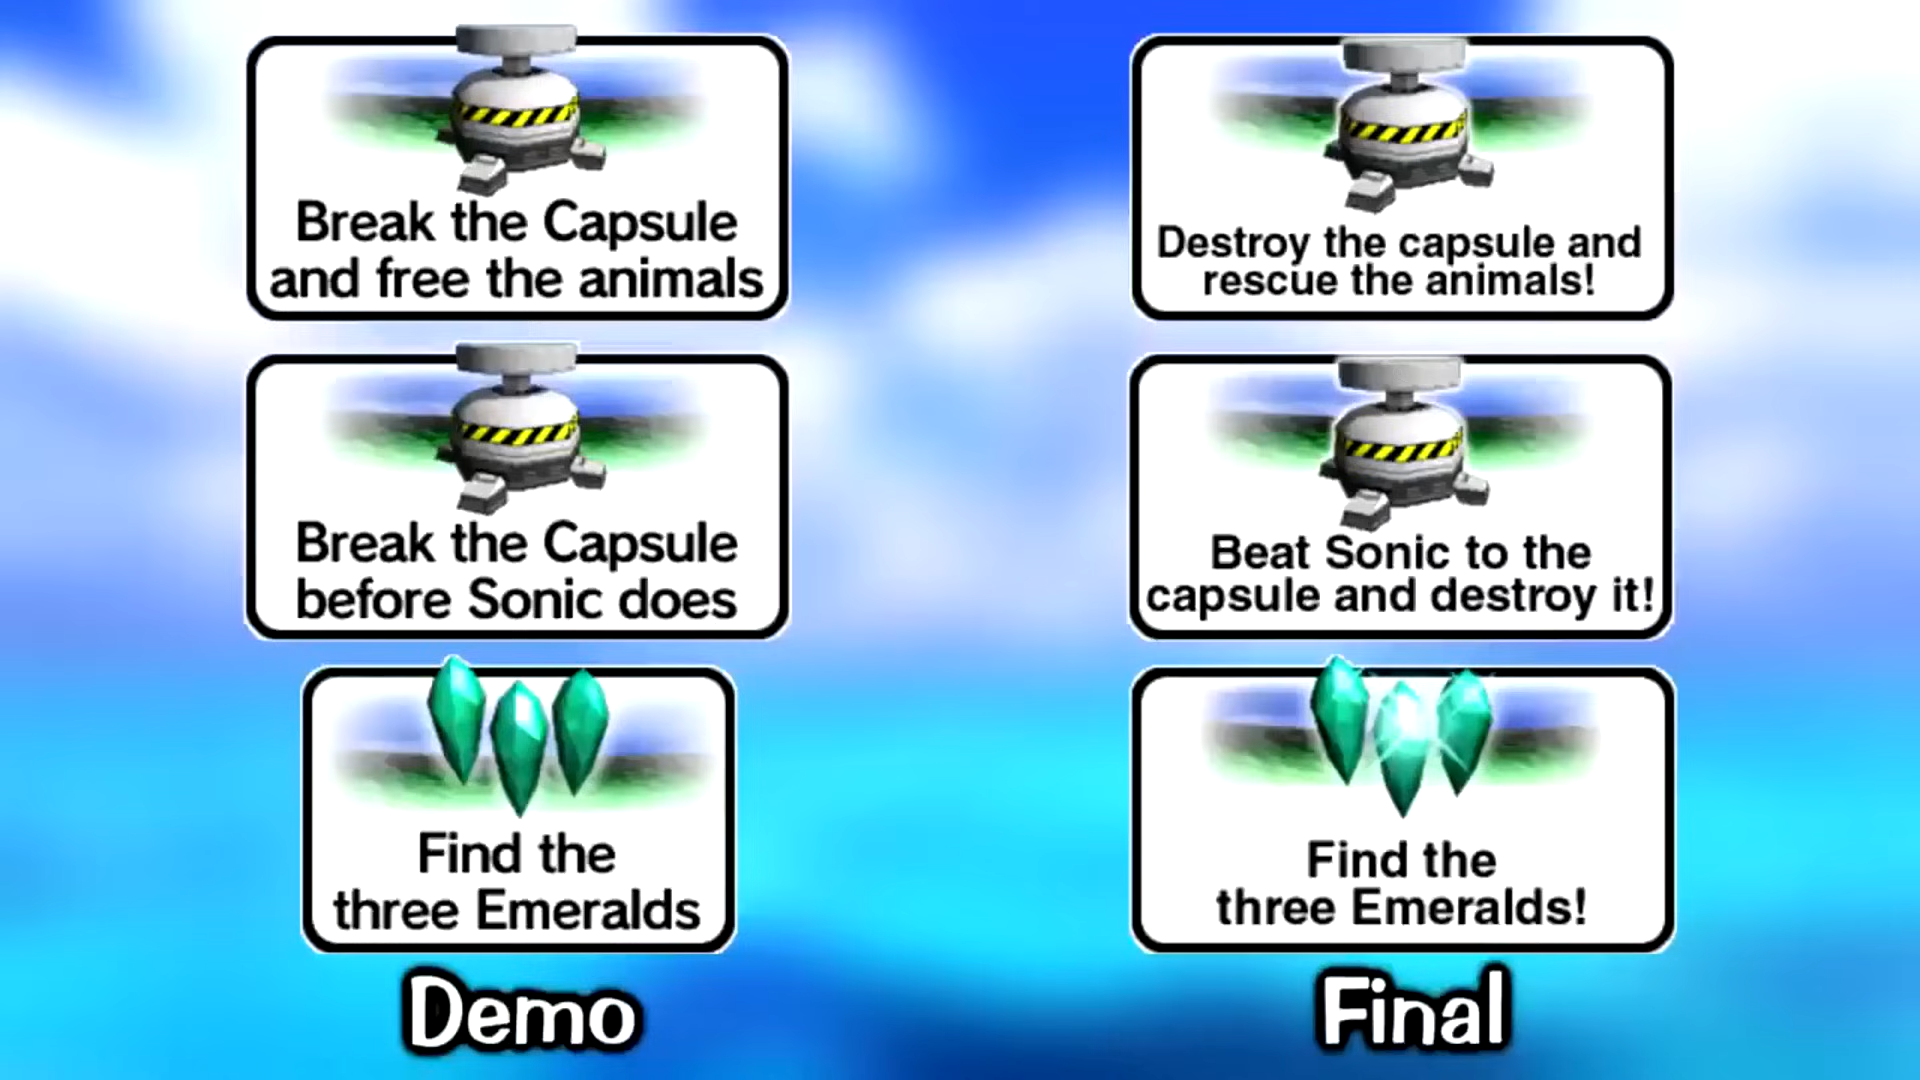 Break the Capsule
and free the animals
Destroy the capsule and
rescue the animals!
Break the Capsule
before Sonic does
Beat Sonic to the
capsule and destroy it!
Find the
three Emeralds
Find the
three Emeralds!
Demo
Final